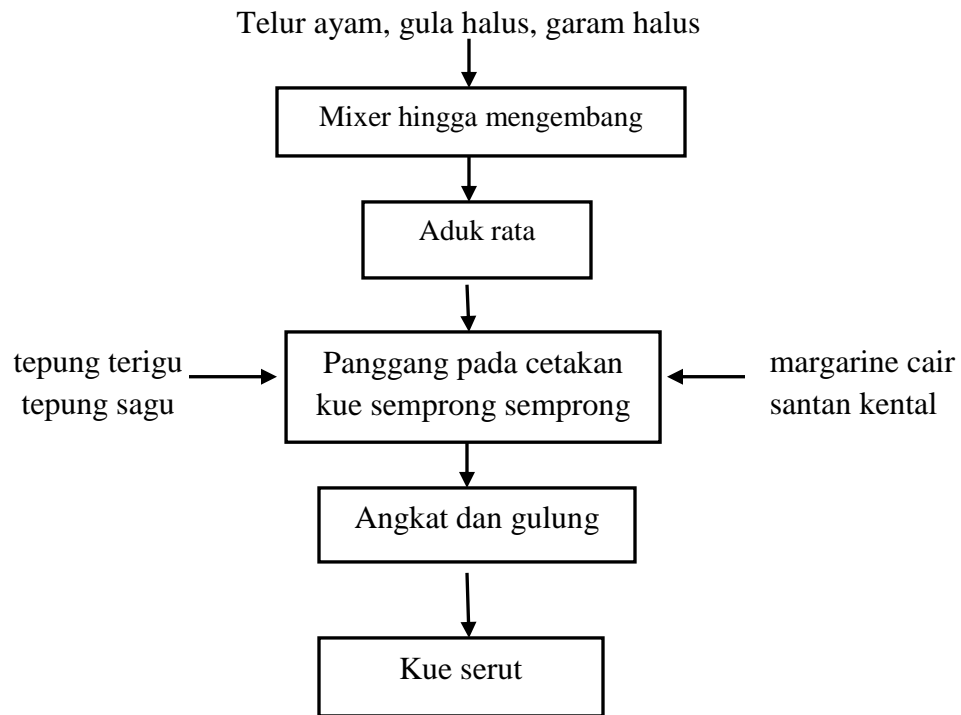 Telur ayam, gula halus, garam halus
Mixer hingga mengembang
Aduk rata
tepung terigu
tepung sagu
Panggang pada cetakan
kue semprong semprong
margarine cair
santan kental
Angkat dan gulung
Kue serut